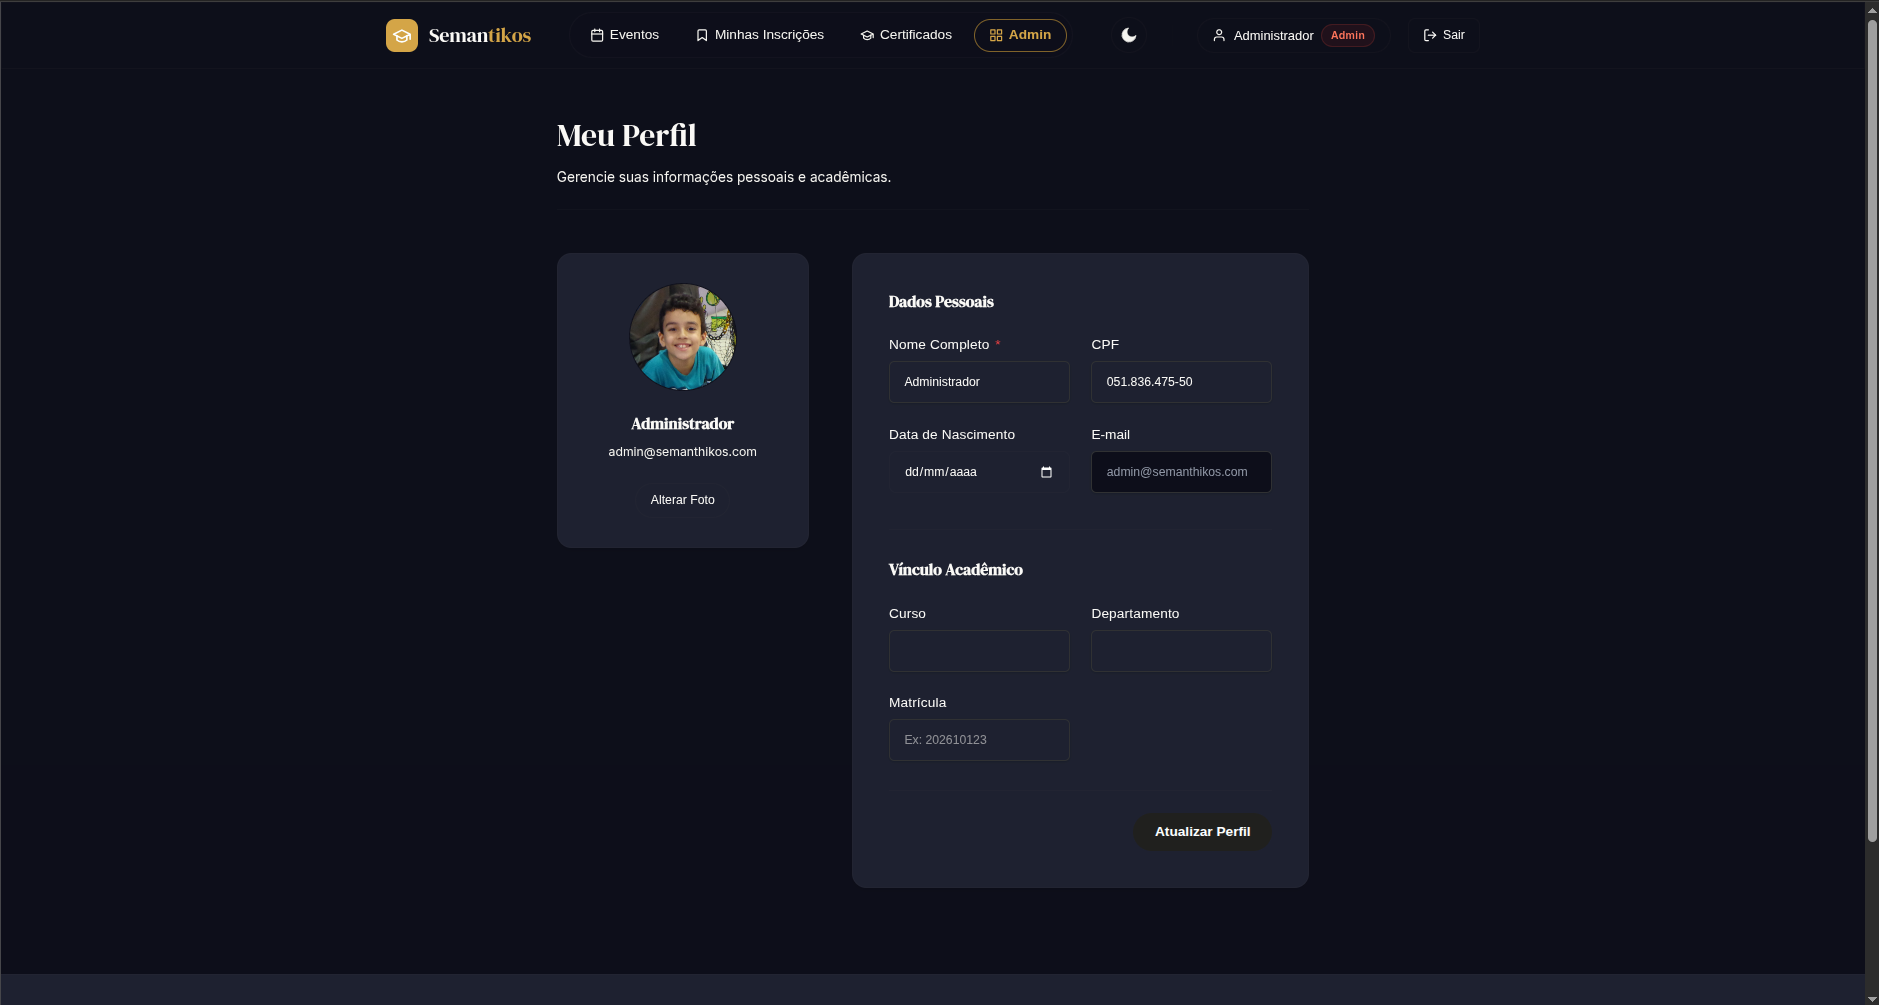 Semantikos
Eventos
Minhas Inscrições
Certificados
Admin
Administrador
Admin
Sair
Meu Perfil
Gerencie suas informações pessoais e acadêmicas.
Administrador
admin@semanthikos.com
Alterar Foto
Dados Pessoais
Nome Completo *
CPF
Administrador
051.836.475-50
Data de Nascimento
E-mail
dd/mm/aaaa
admin@semanthikos.com
Vínculo Acadêmico
Curso
Departamento
Matrícula
Ex: 202610123
Atualizar Perfil